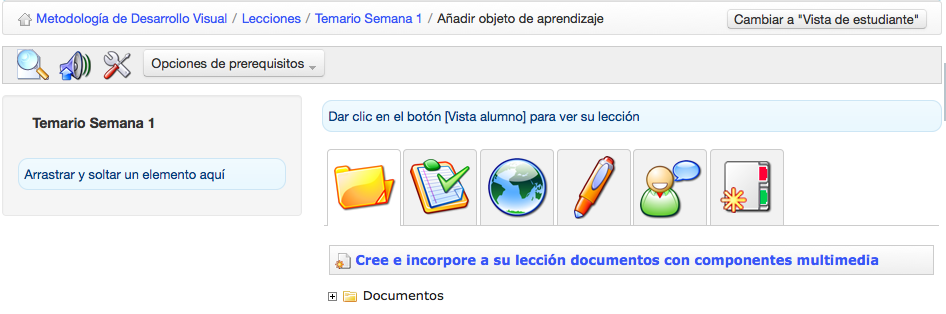 Metodología de Desarrollo Visual / Lecciones / Temario Semana 1 / Añadir objeto de aprendizaje
Cambiar a "Vista de estudiante"
Opciones de prerequisitos
Temario Semana 1
Arrastrar y soltar un elemento aquí
Dar clic en el botón [Vista alumno] para ver su lección
Cree e incorpore a su lección documentos con componentes multimedia
Documentos